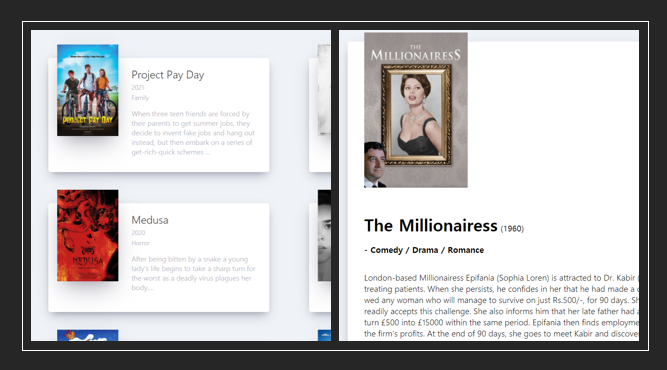 PROJECT PAY DAY
Project Pay Day
2021
Family
When three teen friends are forced by
their parents to get summer jobs, they
decide to invent fake jobs and hang out
instead, but then embark on a series of
get-rich-quick schemes ...
MEDUSA
Medusa
2020
Horror
After being bitten by a snake a young
lady's life begins to take a sharp turn for
the worst as a deadly virus plagues her
body...
THE
MILLIONAIRESS
The Millionairess (1960)
- Comedy / Drama / Romance
London-based Millionairess Epifania (Sophia Loren) is attracted to Dr. Kabir (
treating patients. When she persists, he confides in her that he had made a
wed any woman who will manage to survive on just Rs.500/-, for 90 days. Sh
readily accepts this challenge. She also informs him that her late father had a
turn £500 into £15000 within the same period. Epifania then finds employme
the firm's profits. At the end of 90 days, she goes to meet Kabir and discove